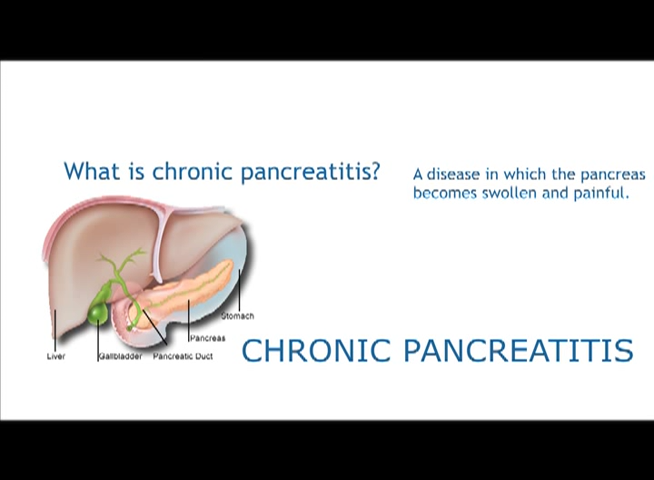 What is chronic pancreatitis?
A disease in which the pancreas
becomes swollen and painful.
Stomach
Pancreas
Liver
Gallbladder
Pancreatic Duct
CHRONIC PANCREATITIS